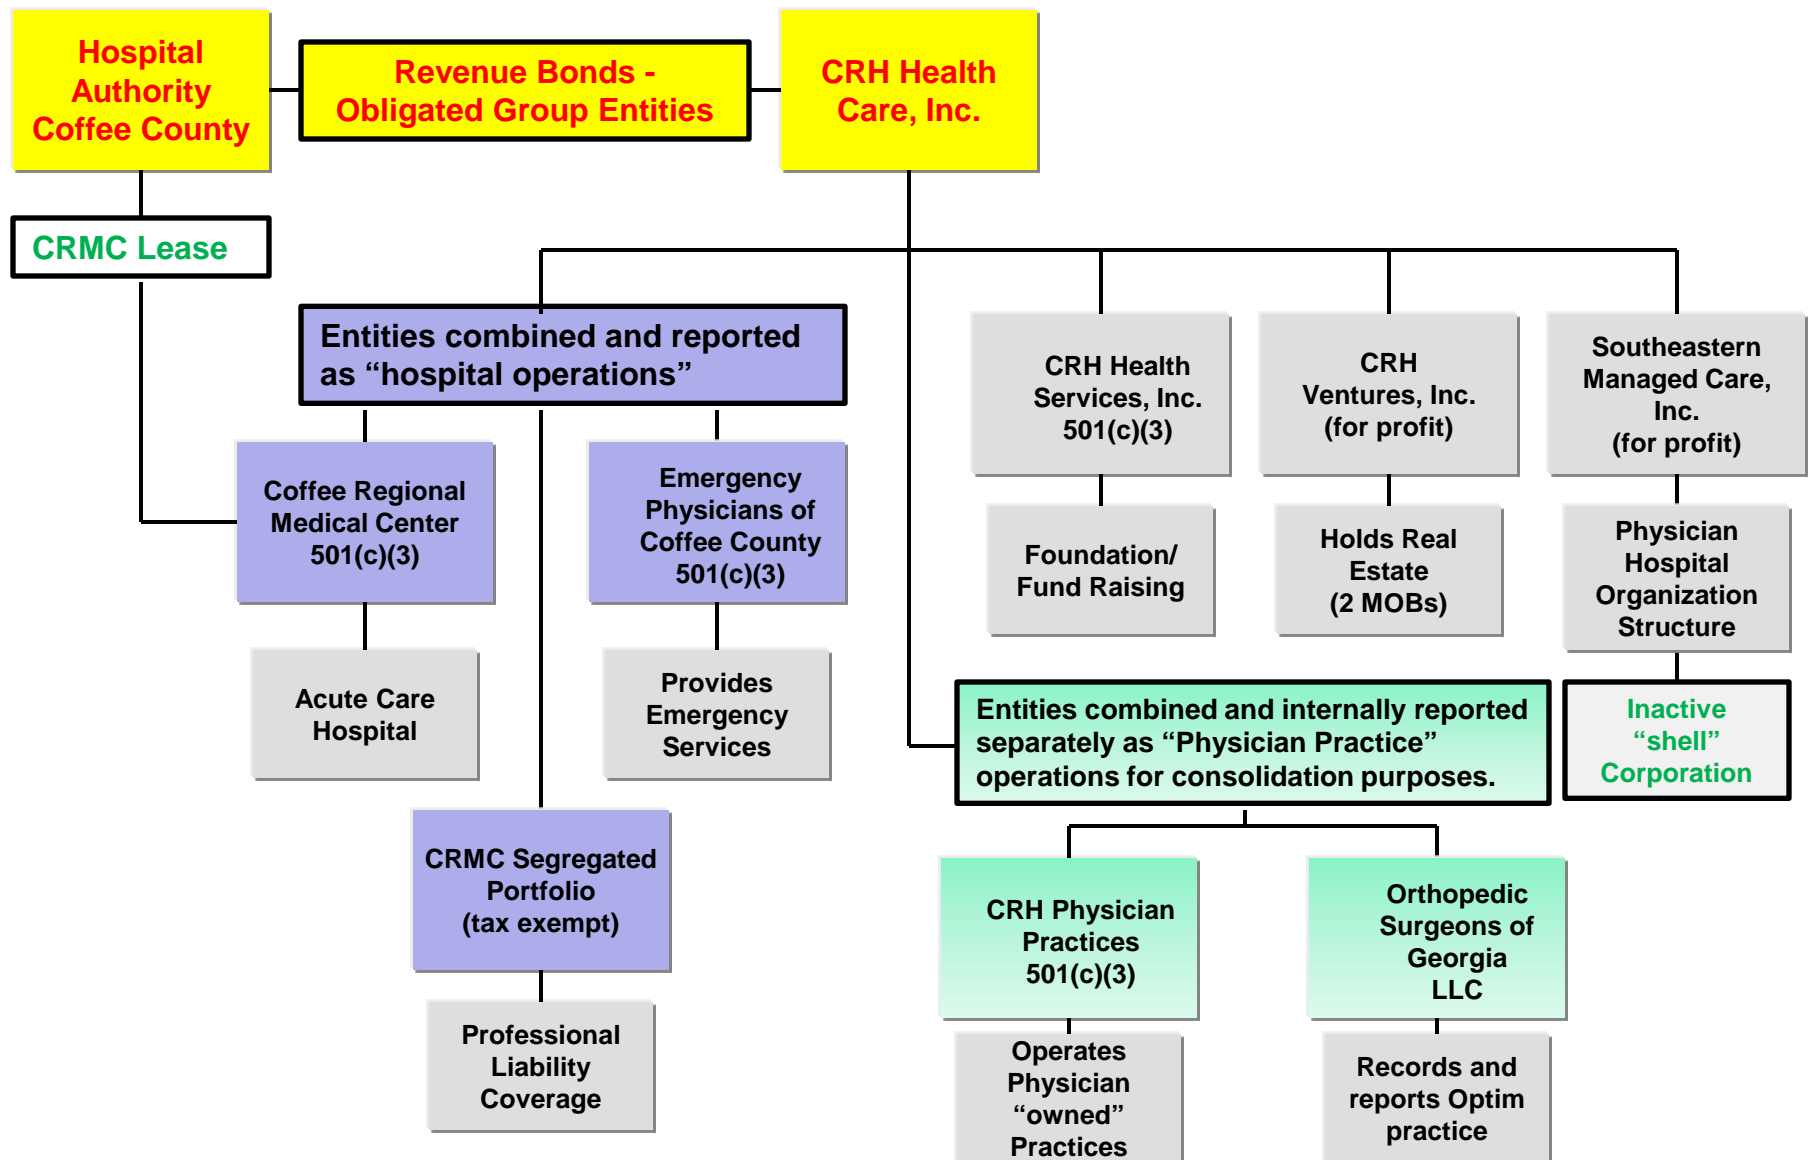 Hospital
Authority
Coffee County
Revenue Bonds -
Obligated Group Entities
CRH Health
Care, Inc.
CRMC Lease
Entities combined and reported
as “hospital operations”
CRH Health
Services, Inc.
501(c)(3)
CRH
Ventures, Inc.
(for profit)
Southeastern
Managed Care,
Inc.
(for profit)
Coffee Regional
Medical Center
501(c)(3)
Emergency
Physicians of
Coffee County
501(c)(3)
Foundation/
Fund Raising
Holds Real
Estate
(2 MOBs)
Physician
Hospital
Organization
Structure
Acute Care
Hospital
Provides
Emergency
Services
Entities combined and internally reported
separately as “Physician Practice”
operations for consolidation purposes.
Inactive
“shell”
Corporation
CRMC Segregated
Portfolio
(tax exempt)
CRH Physician
Practices
501(c)(3)
Orthopedic
Surgeons of
Georgia
LLC
Professional
Liability
Coverage
Operates
Physician
“owned”
Practices
Records and
reports Optim
practice